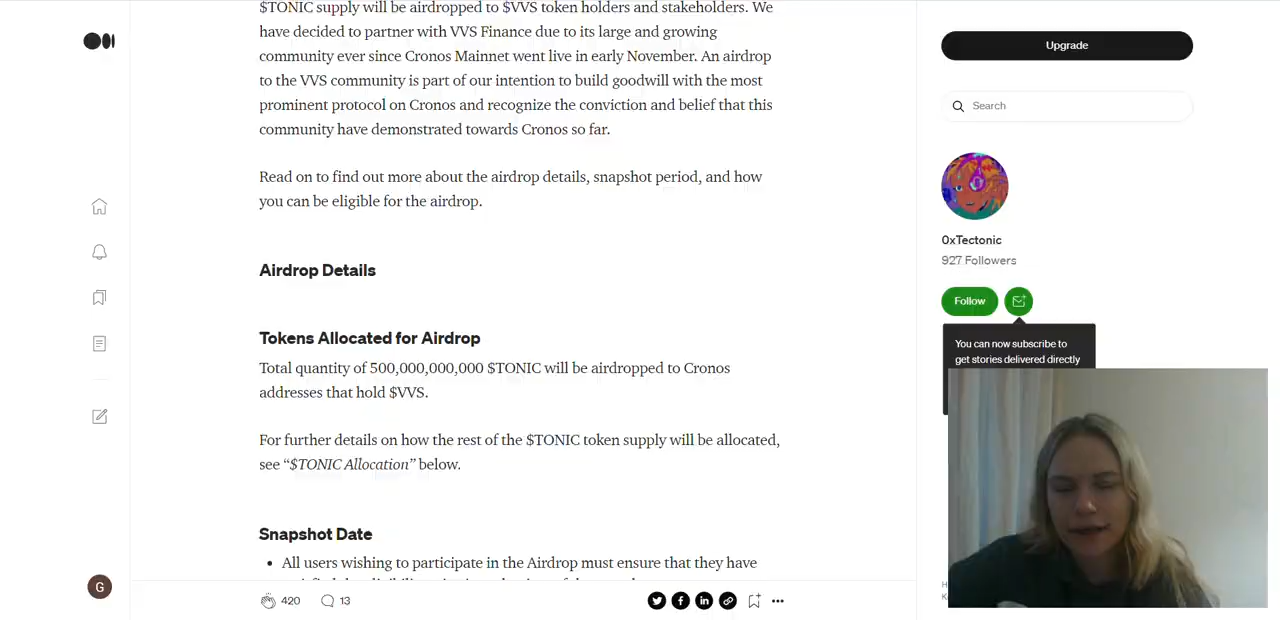 $TONIC supply will be airdropped to $VVS token holders and stakeholders. We
have decided to partner with VVS Finance due to its large and growing
community ever since Cronos Mainnet went live in early November. An airdrop
to the VVS community is part of our intention to build goodwill with the most
prominent protocol on Cronos and recognize the conviction and belief that this
community have demonstrated towards Cronos so far.
Read on to find out more about the airdrop details, snapshot period, and how
you can be eligible for the airdrop.
Airdrop Details
Tokens Allocated for Airdrop
Total quantity of 500,000,000,000 $TONIC will be airdropped to Cronos
addresses that hold $VVS.
For further details on how the rest of the $TONIC token supply will be allocated,
see “$TONIC Allocation” below.
Snapshot Date
• All users wishing to participate in the Airdrop must ensure that they have
G
420
13
Upgrade
Search
0xTectonic
927 Followers
Follow
You can now subscribe to
get stories delivered directly